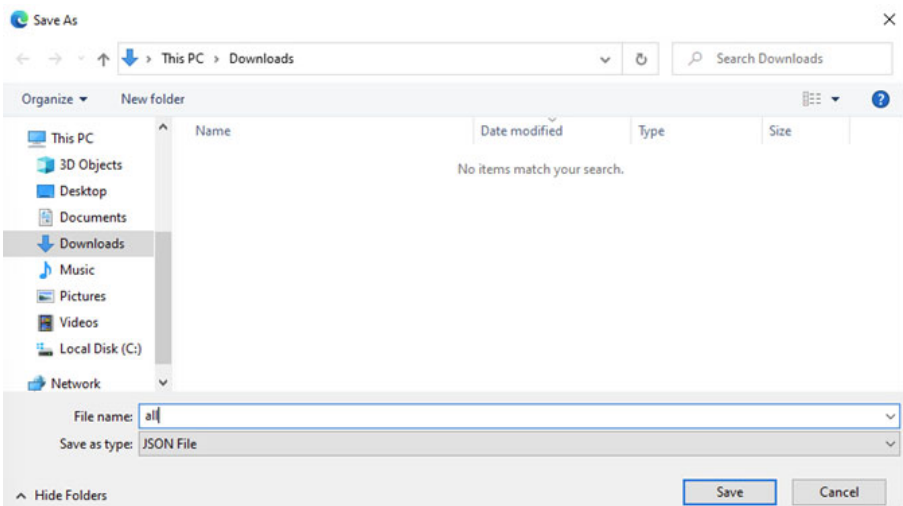 Save As
This PC > Downloads
Search Downloads
Organize
New folder
Name
Date modified
Type
Size
No items match your search.
This PC
3D Objects
Desktop
Documents
Downloads
Music
Pictures
Videos
Local Disk (C:)
Network
File name: all
Save as type: JSON File
Hide Folders
Save
Cancel